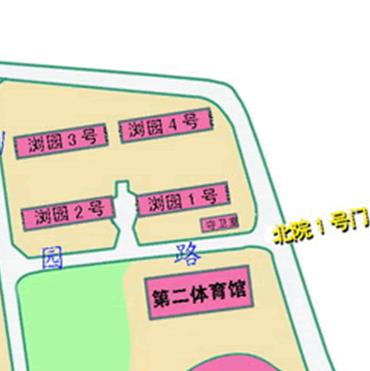 浏园3号
浏园4号
浏园2号
浏园1号
守卫室
园
路
北院1号门
第二体育馆